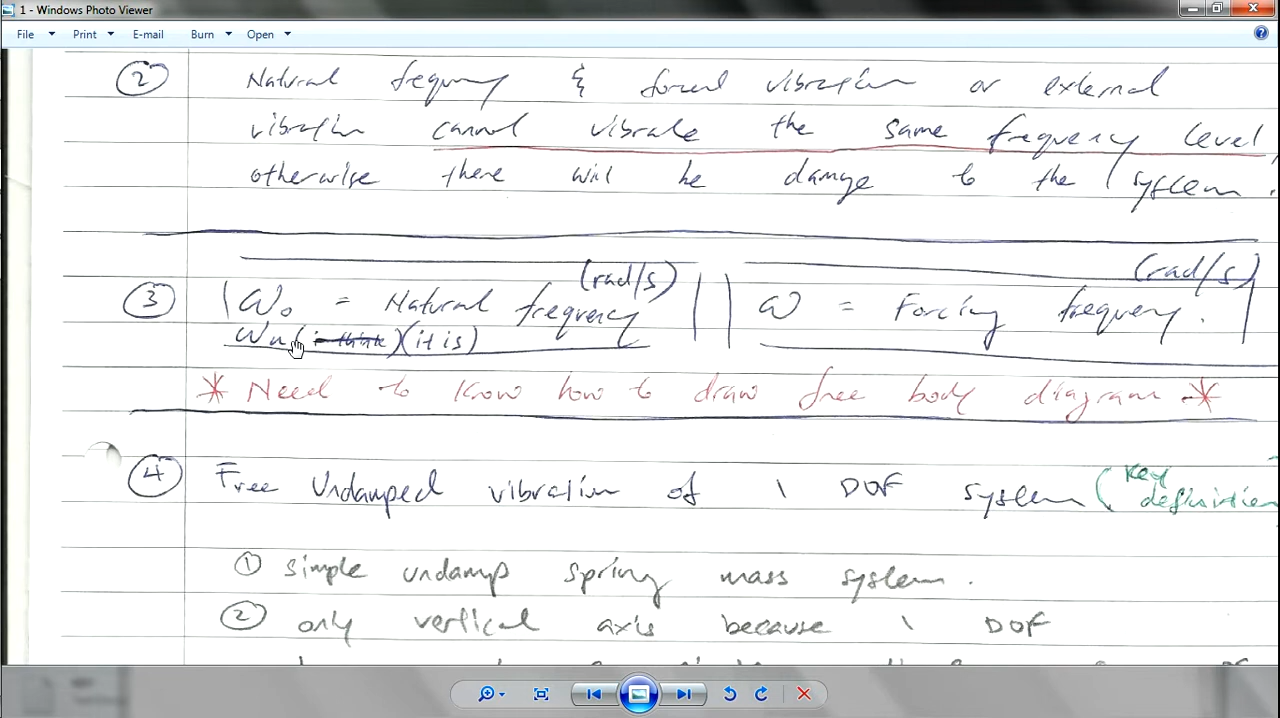 1 - Windows Photo Viewer
File Print E-mail Burn Open
② Natural frequency & forced vibration or external
vibration cannot vibrate the same frequency level,
otherwise there will be damage to the system.
③ ω₀ = Natural frequency (rad/s) ω = Forcing frequency. (rad/s)
ωn (i think) (it is)
* Need to know how to draw free body diagram *
④ Free Undamped vibration of 1 DOF system (key definition
① simple undamp spring mass system.
② only vertical axis because 1 DOF